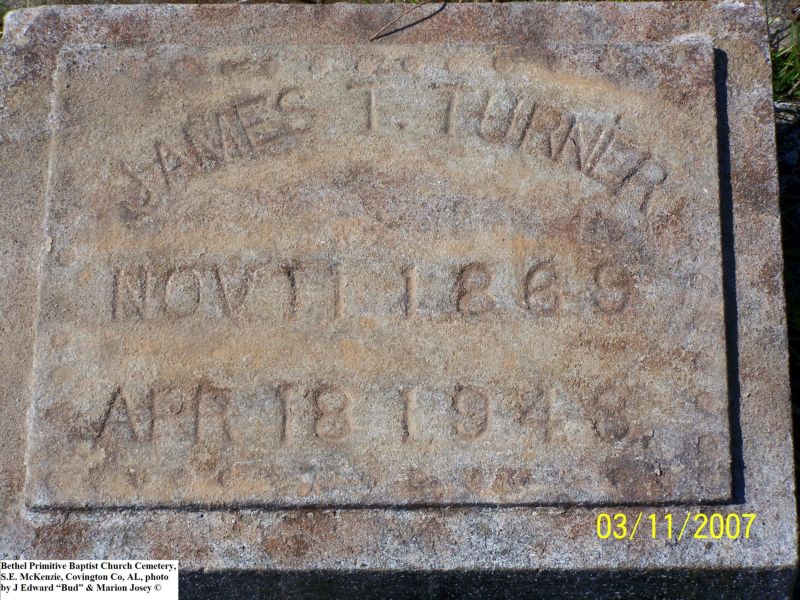 JAMES T. TURNER
NOV 11 1869
APR 18 194
03/11/2007
Bethel Primitive Baptist Church Cemetery,
S.E. McKenzie, Covington Co, AL, photo
by J Edward “Bud” & Marion Josey ©